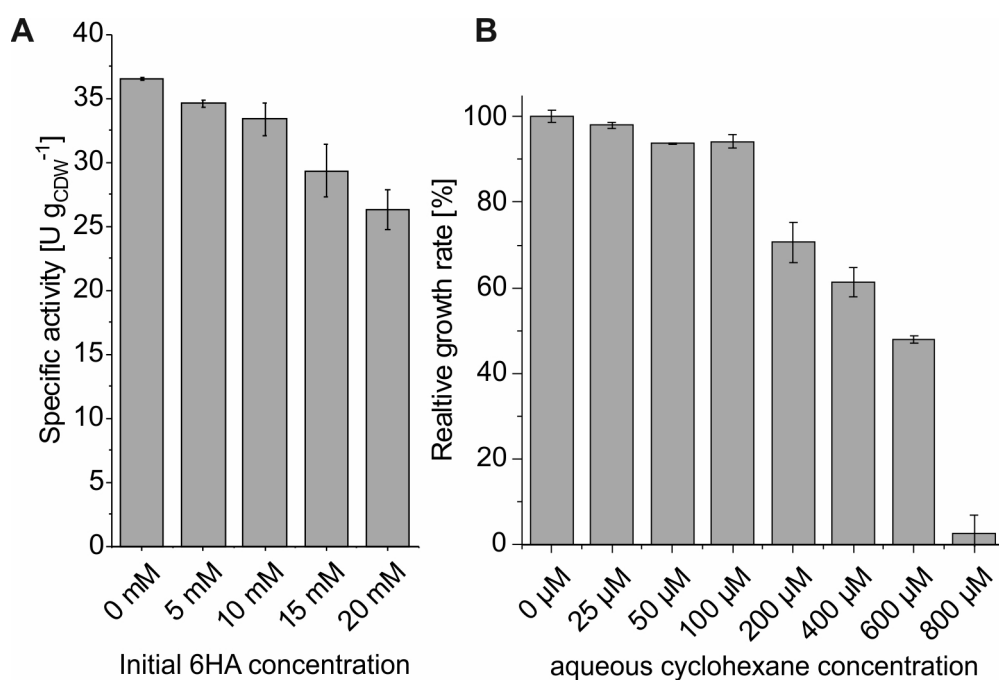 A
Specific activity [U gCDW-1]
40
35
30
25
20
15
10
5
0
0 mM
5 mM
10 mM
15 mM
20 mM
Initial 6HA concentration
B
Realtive growth rate [%]
100
80
60
40
20
0
0 µM
25 µM
50 µM
100 µM
200 µM
400 µM
600 µM
800 µM
aqueous cyclohexane concentration